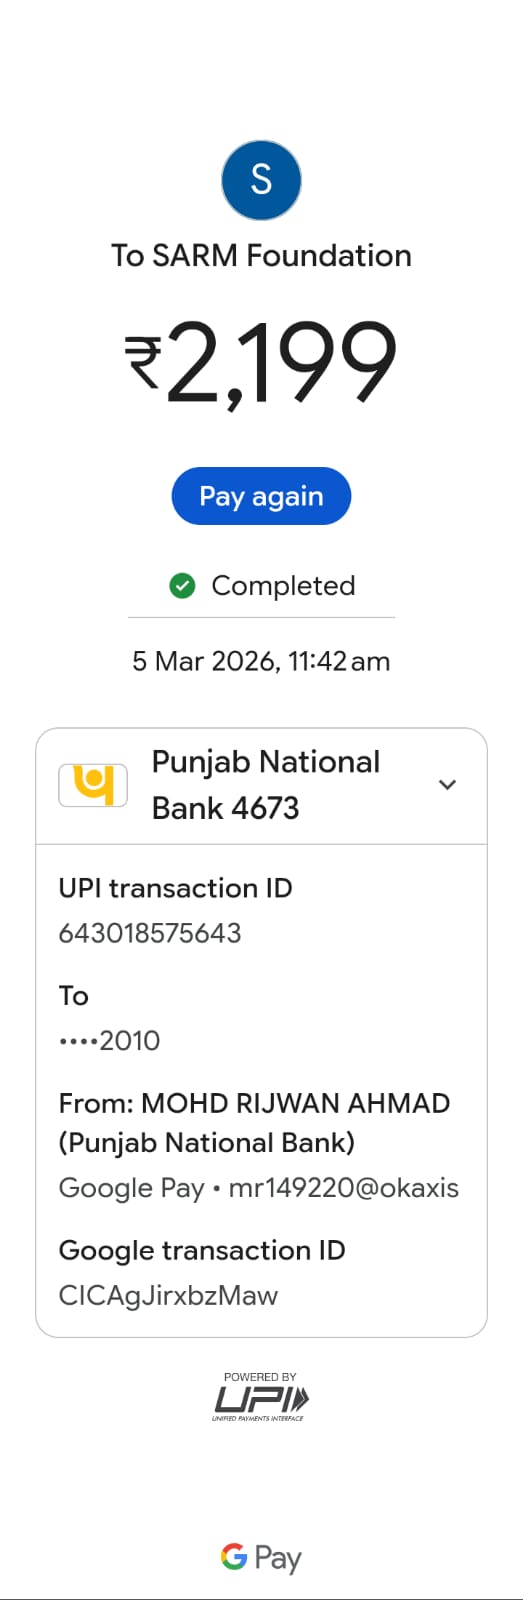 S
To SARM Foundation
₹2,199
Pay again
Completed
5 Mar 2026, 11:42 am
Punjab National
Bank 4673
UPI transaction ID
643018575643
To
••••2010
From: MOHD RIJWAN AHMAD
(Punjab National Bank)
Google Pay • mr149220@okaxis
Google transaction ID
CICAgJirxbzMaw
POWERED BY
UPI
UNIFIED PAYMENTS INTERFACE
G Pay